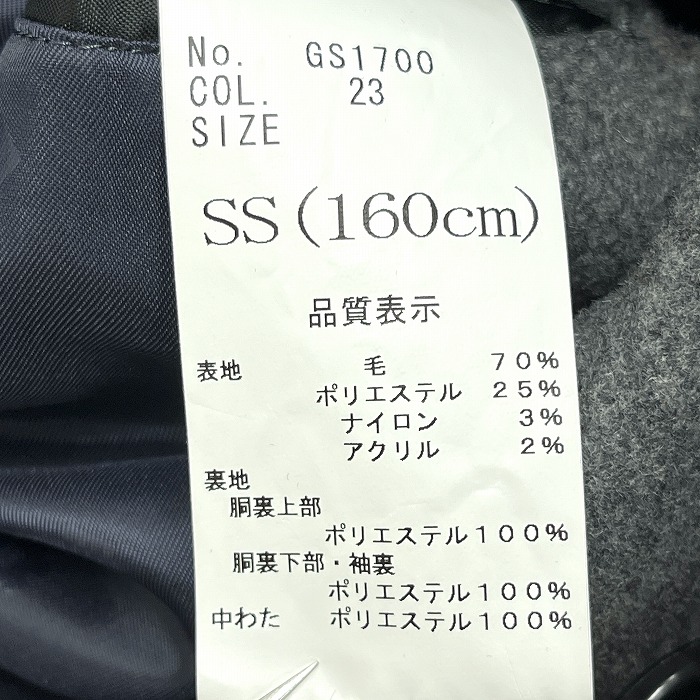 No. GS1700
COL. 23
SIZE
SS(160cm)
品質表示
表地 毛 70%
ポリエステル 25%
ナイロン 3%
アクリル 2%
裏地
胴裏上部
ポリエステル100%
胴裏下部・袖裏
ポリエステル100%
中わた ポリエステル100%